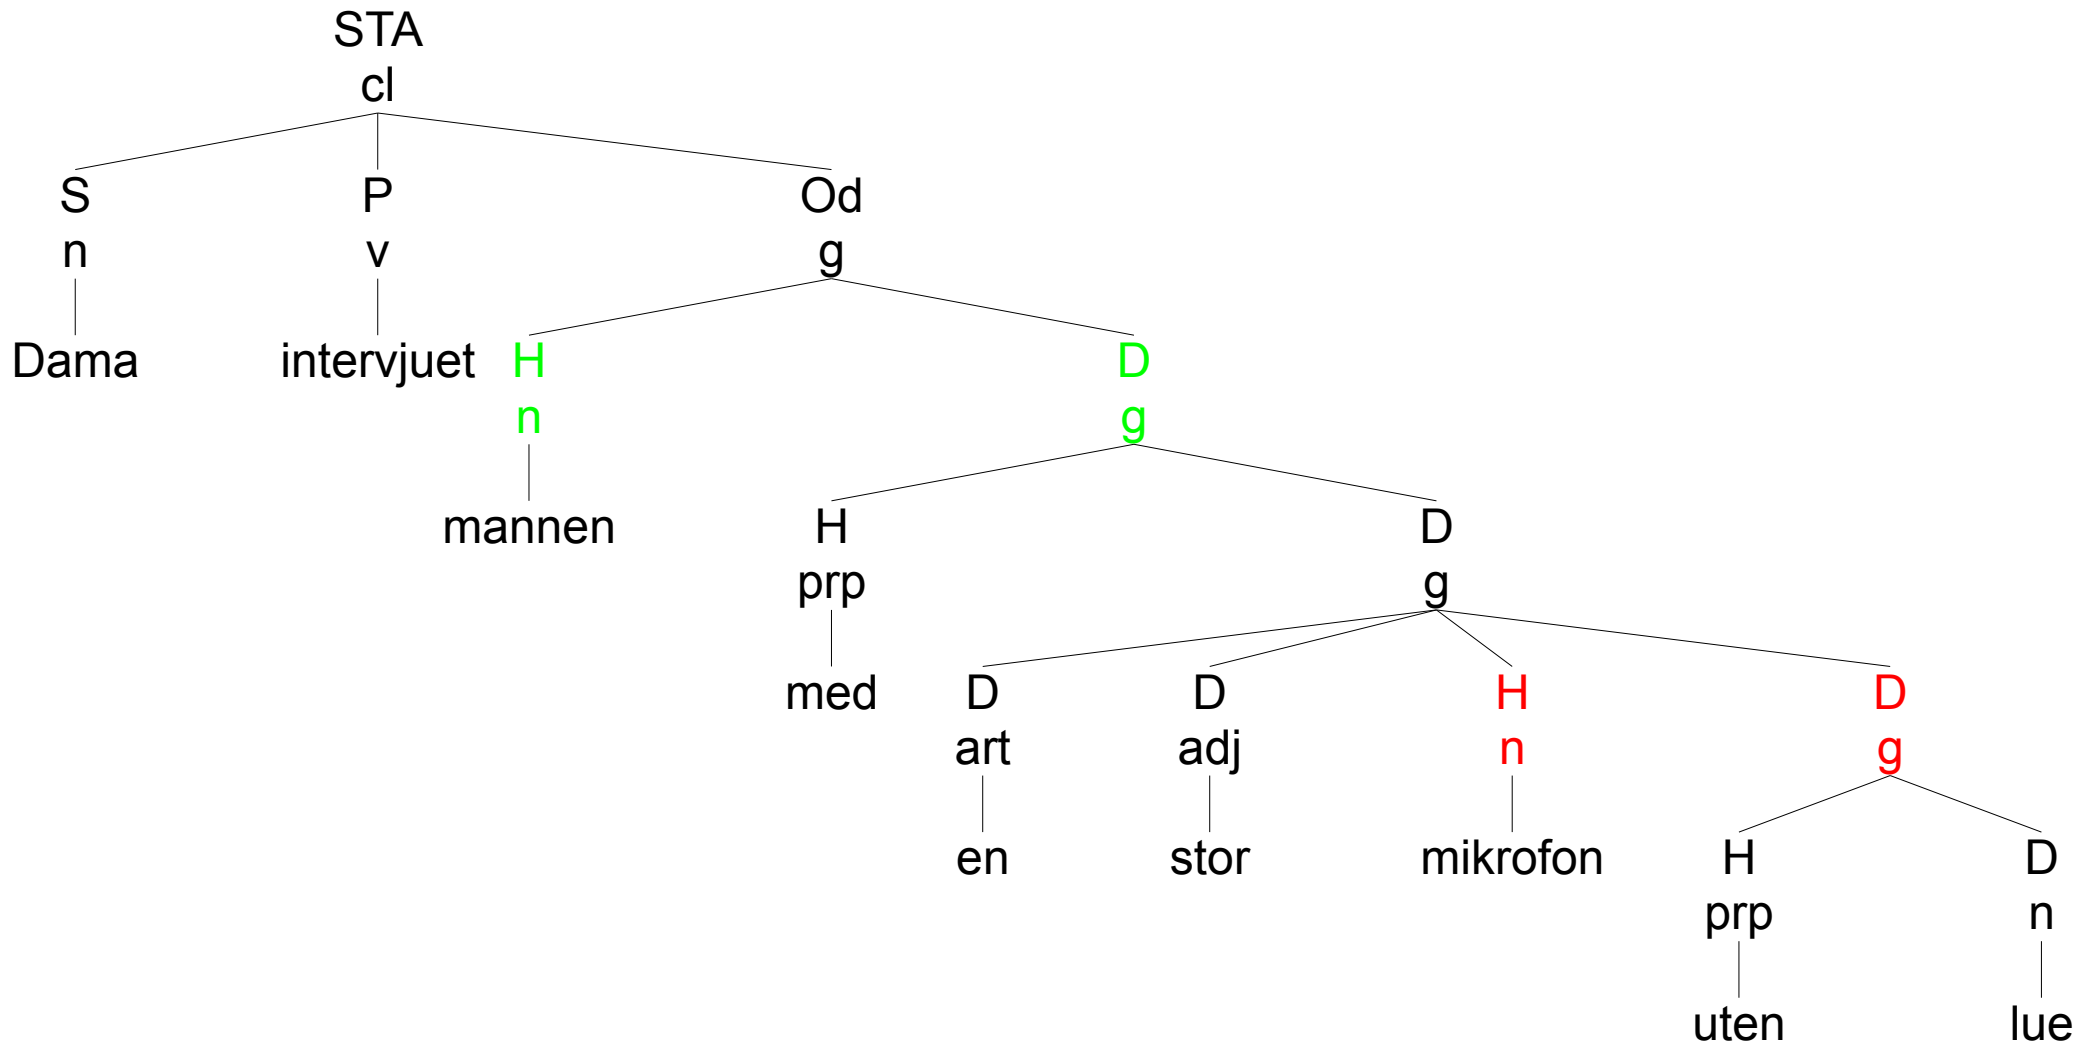 STA
cl
S P Od
n v g
Dama intervjuet H D
n g
mannen H D
prp g
med D D H D
art adj n g
en stor mikrofon H D
prp n
uten lue